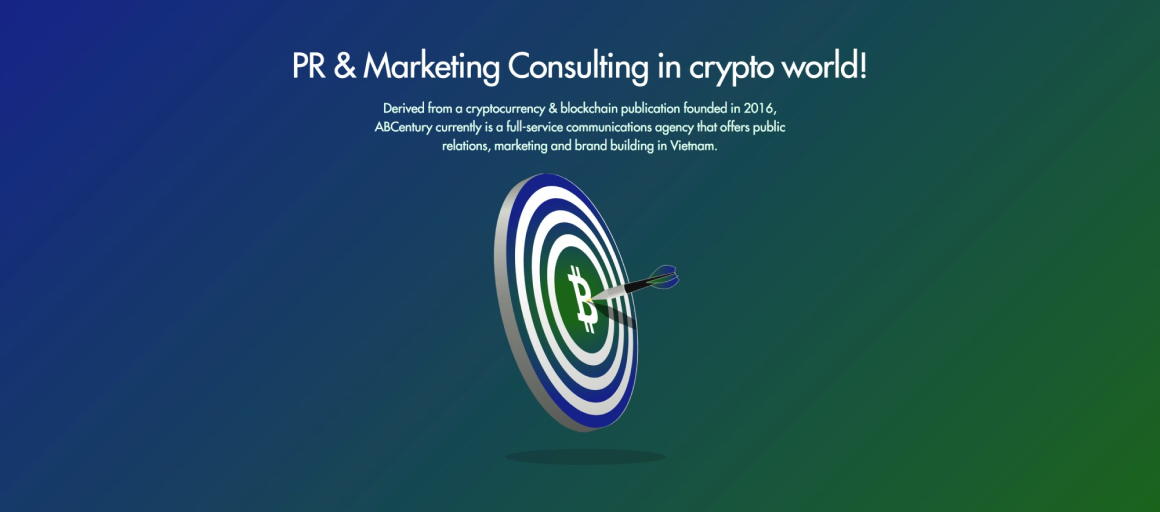 PR & Marketing Consulting in crypto world!
Derived from a cryptocurrency & blockchain publication founded in 2016,
ABCentury currently is a full-service communications agency that offers public
relations, marketing and brand building in Vietnam.